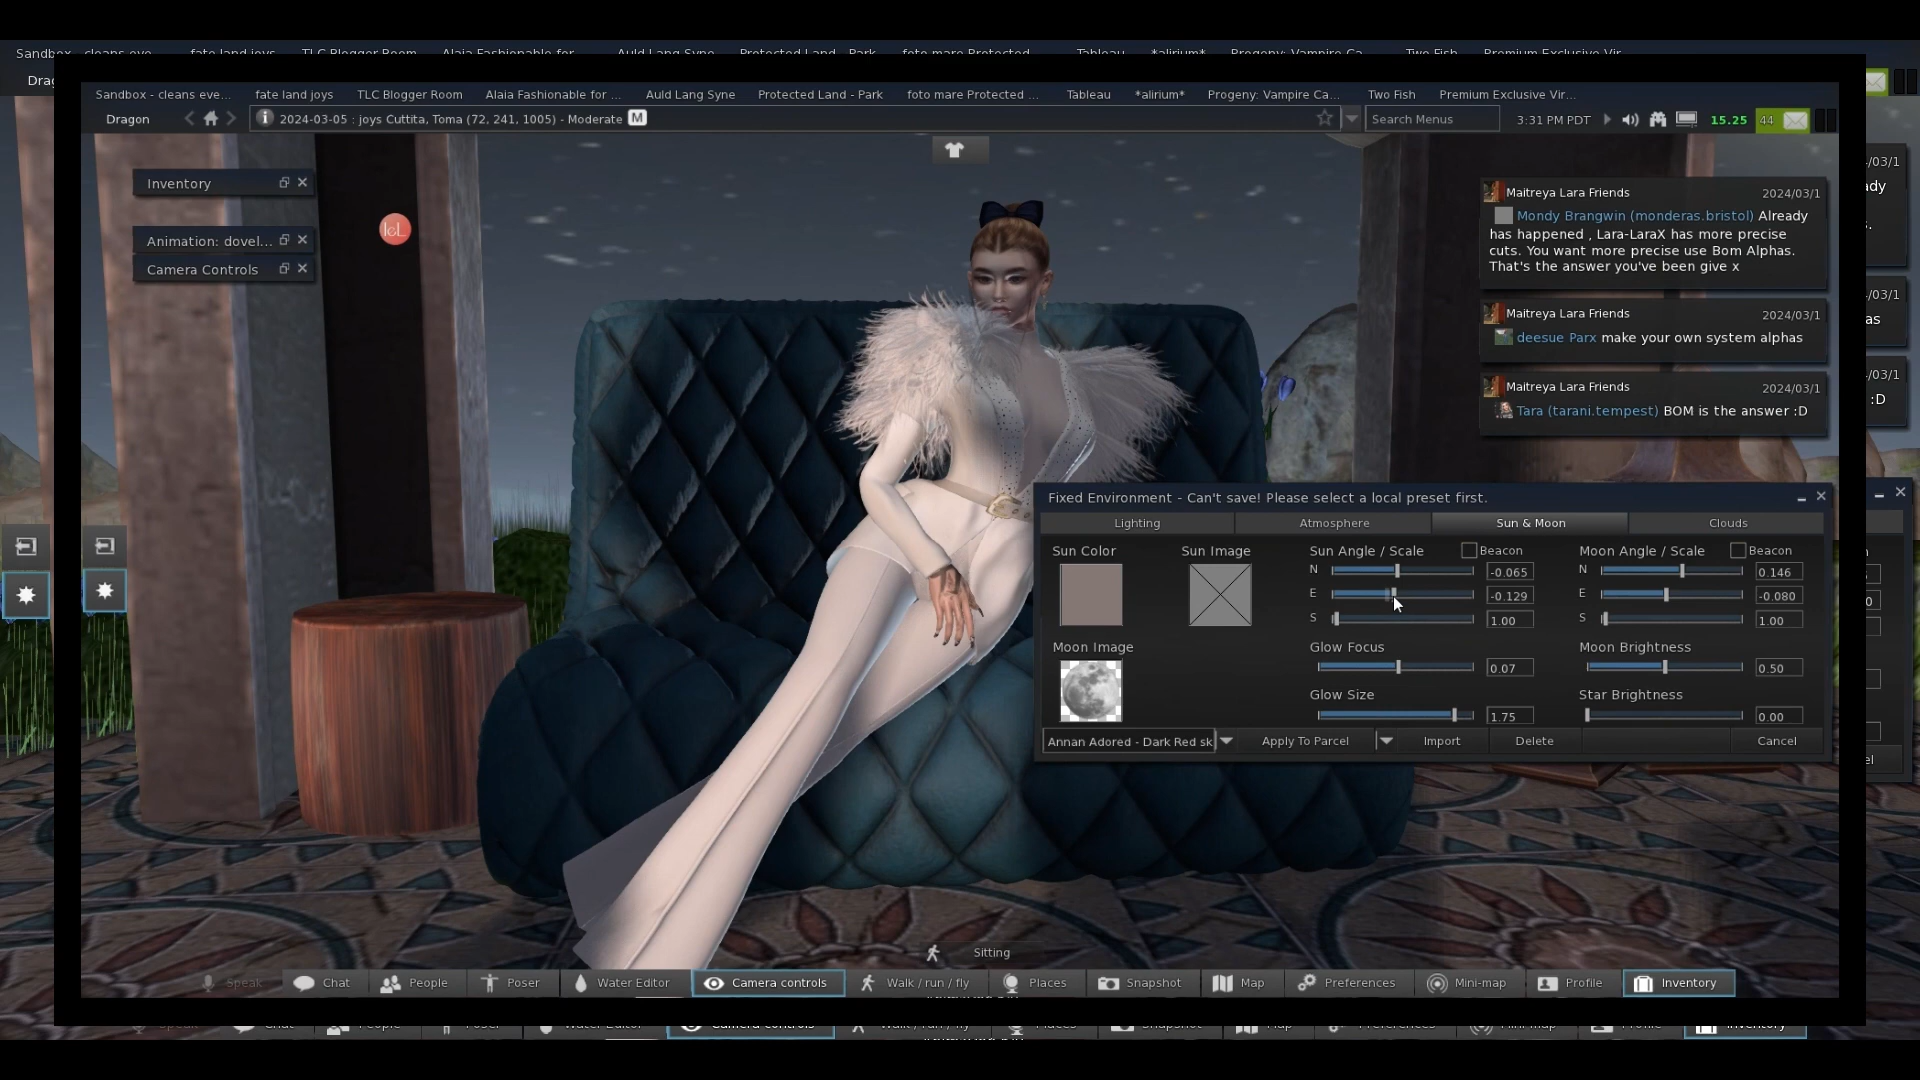 Sandbox - cleans eve...
fate land joys
TLC Blogger Room
Alaia Fashionable for ...
Auld Lang Syne
Protected Land - Park
foto mare Protected ...
Tableau
*alirium*
Progeny: Vampire Ca...
Two Fish
Premium Exclusive Vir...
Dragon
2024-03-05 : joys Cuttita, Toma (72, 241, 1005) - Moderate M
Search Menus
3:31 PM PDT
15.25
44
Inventory
Animation: dovel...
Camera Controls
leL
Maitreya Lara Friends 2024/03/1
Mondy Brangwin (monderas.bristol) Already
has happened , Lara-LaraX has more precise
cuts. You want more precise use Bom Alphas.
That's the answer you've been give x
Maitreya Lara Friends 2024/03/1
deesue Parx make your own system alphas
Maitreya Lara Friends 2024/03/1
Tara (tarani.tempest) BOM is the answer :D
Fixed Environment - Can't save! Please select a local preset first.
Lighting
Atmosphere
Sun & Moon
Clouds
Sun Color
Sun Image
Sun Angle / Scale
Beacon
Moon Angle / Scale
Beacon
N -0.065
N 0.146
E -0.129
E -0.080
S 1.00
S 1.00
Moon Image
Glow Focus
Moon Brightness
0.07
0.50
Glow Size
Star Brightness
1.75
0.00
Annan Adored - Dark Red sk
Apply To Parcel
Import
Delete
Cancel
Sitting
Speak
Chat
People
Poser
Water Editor
Camera controls
Walk / run / fly
Places
Snapshot
Map
Preferences
Mini-map
Profile
Inventory